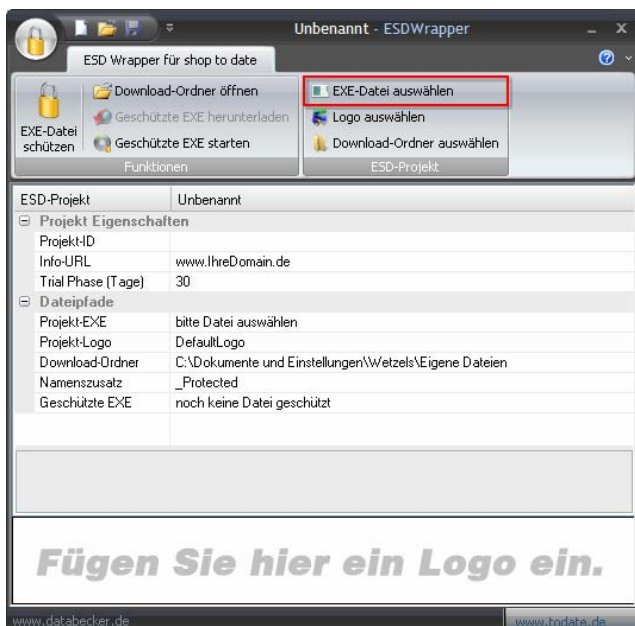 Unbenannt - ESDWrapper
ESD Wrapper für shop to date
EXE-Datei schützen
Download-Ordner öffnen
Geschützte EXE herunterladen
Geschützte EXE starten
Funktionen
EXE-Datei auswählen
Logo auswählen
Download-Ordner auswählen
ESD-Projekt
ESD-Projekt Unbenannt
Projekt Eigenschaften
Projekt-ID
Info-URL www.IhreDomain.de
Trial Phase (Tage) 30
Dateipfade
Projekt-EXE bitte Datei auswählen
Projekt-Logo DefaultLogo
Download-Ordner C:\Dokumente und Einstellungen\Wetzels\Eigene Dateien
Namenszusatz _Protected
Geschützte EXE noch keine Datei geschützt
Fügen Sie hier ein Logo ein.
www.databecker.de www.todate.de